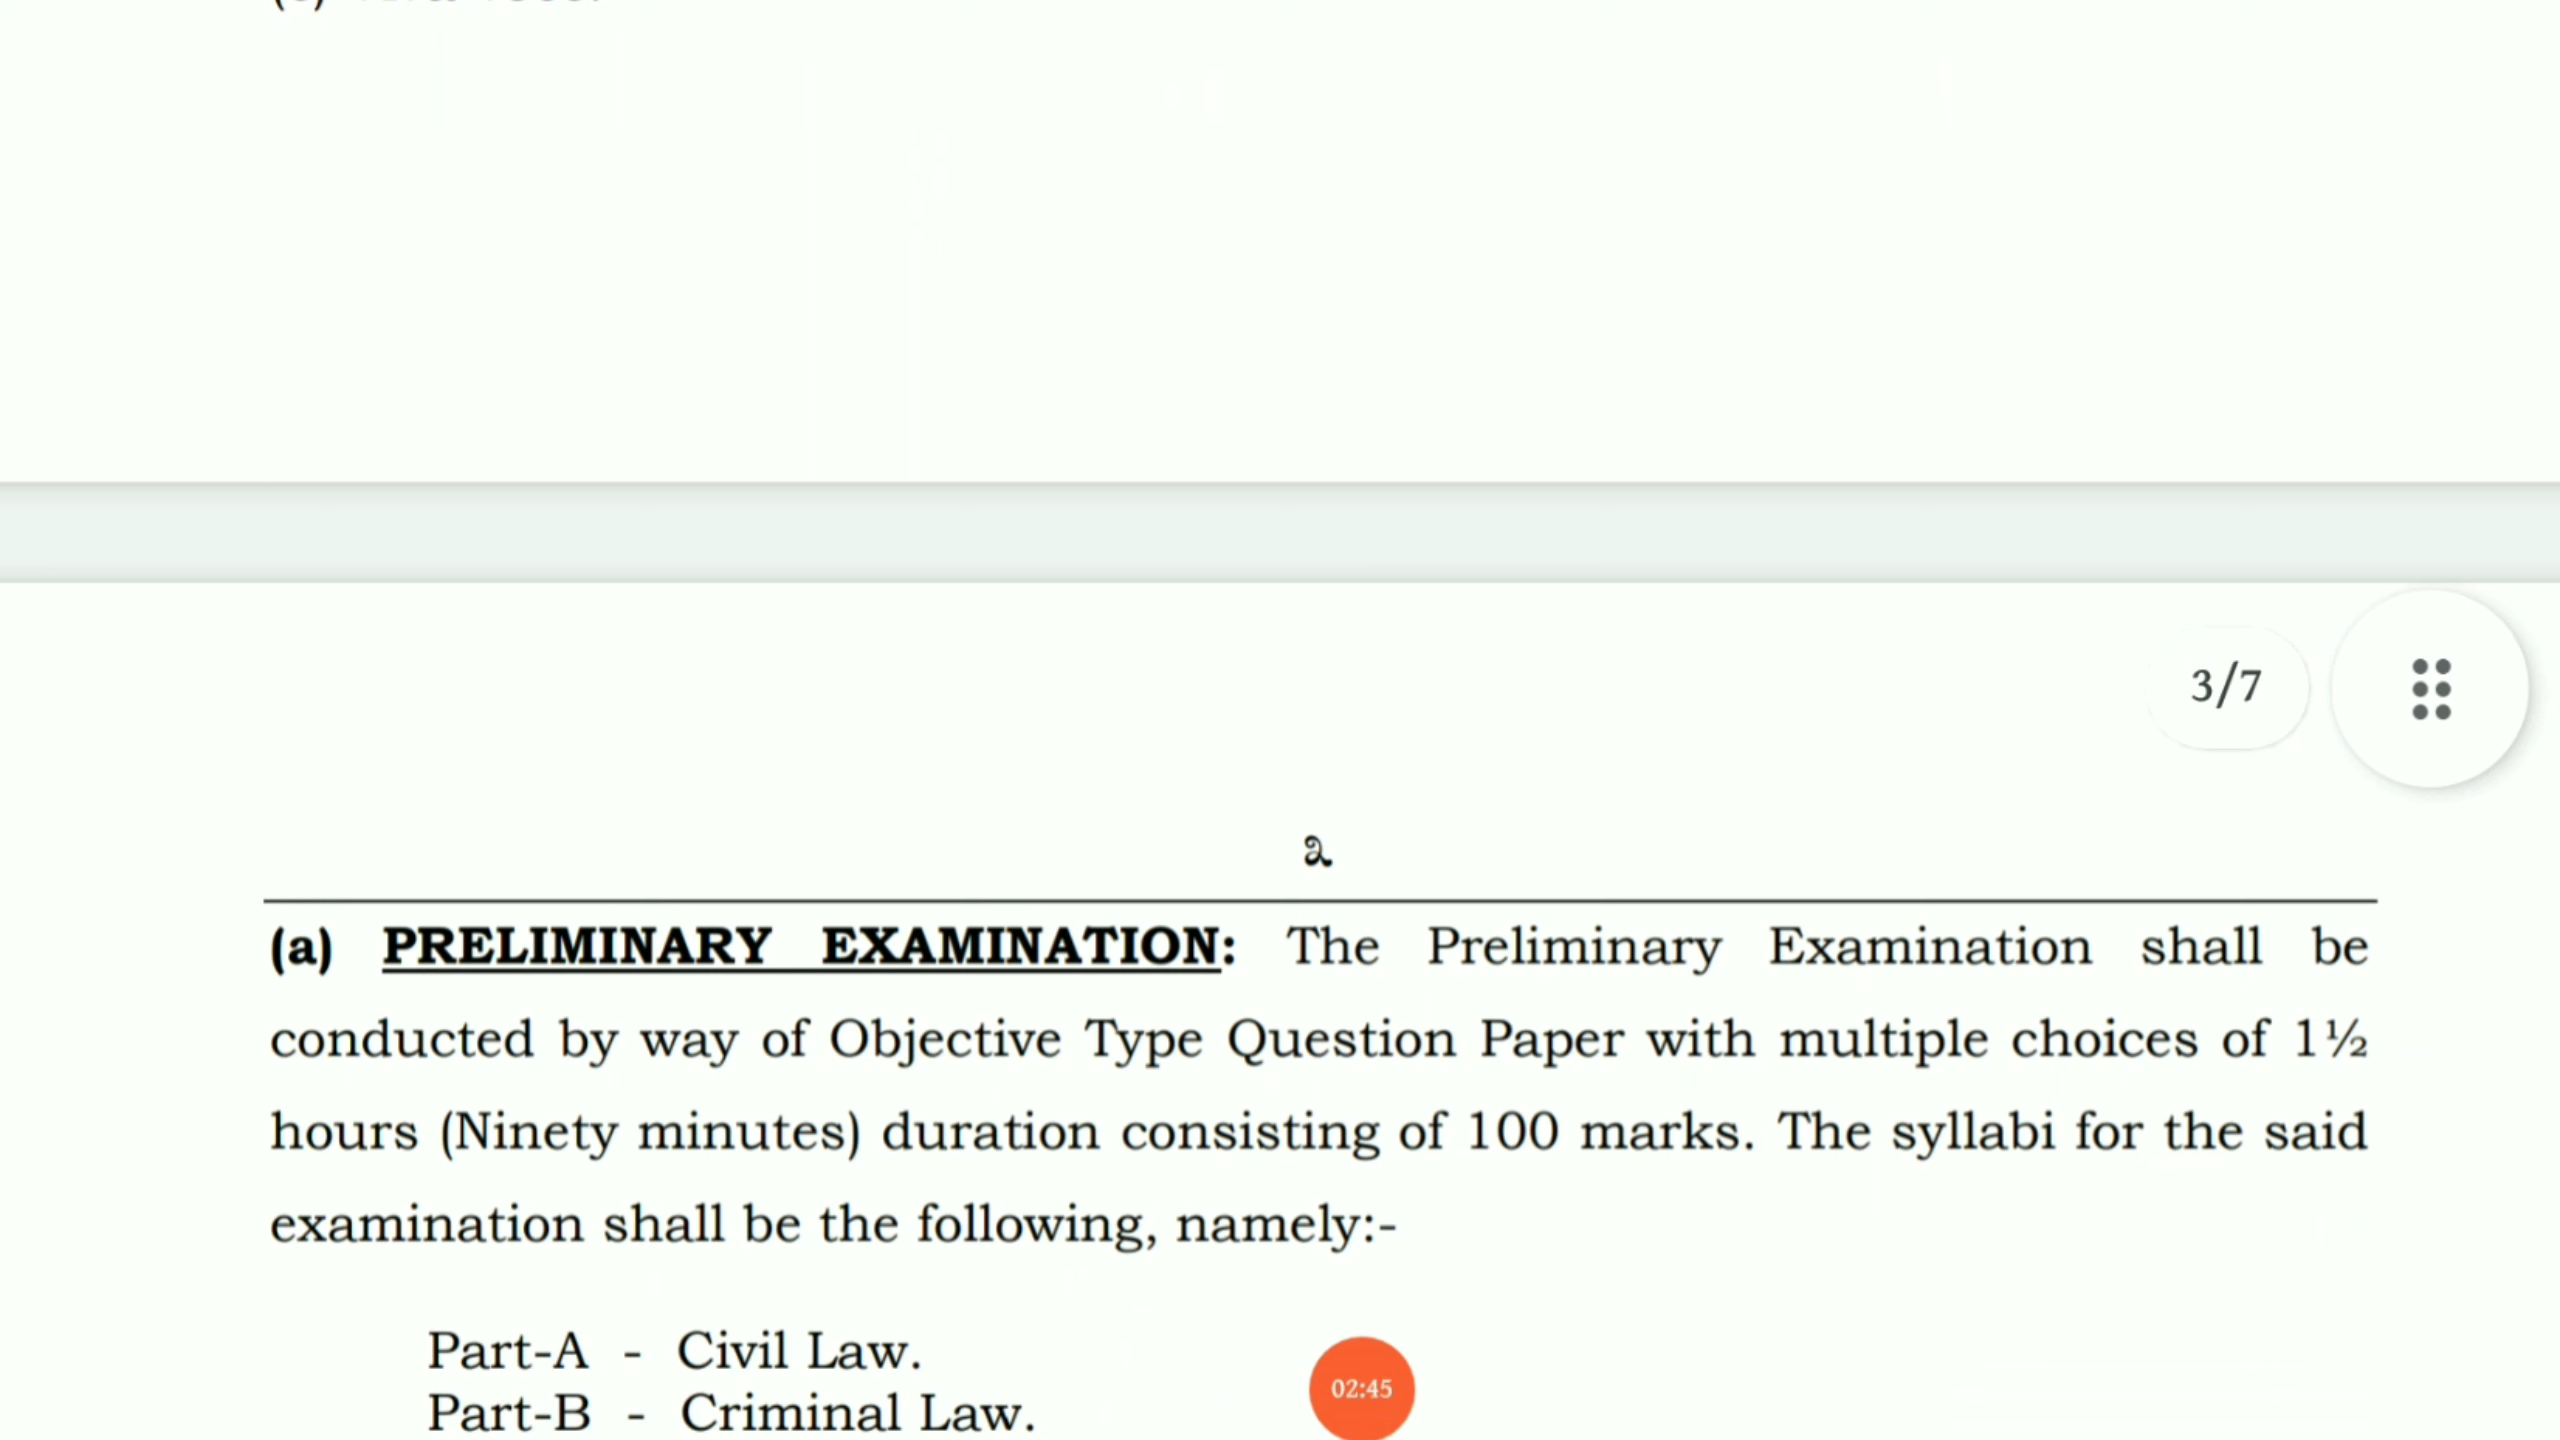 3/7
೩
(a) PRELIMINARY EXAMINATION: The Preliminary Examination shall be
conducted by way of Objective Type Question Paper with multiple choices of 1½
hours (Ninety minutes) duration consisting of 100 marks. The syllabi for the said
examination shall be the following, namely:-
Part-A - Civil Law.
Part-B - Criminal Law.
02:45